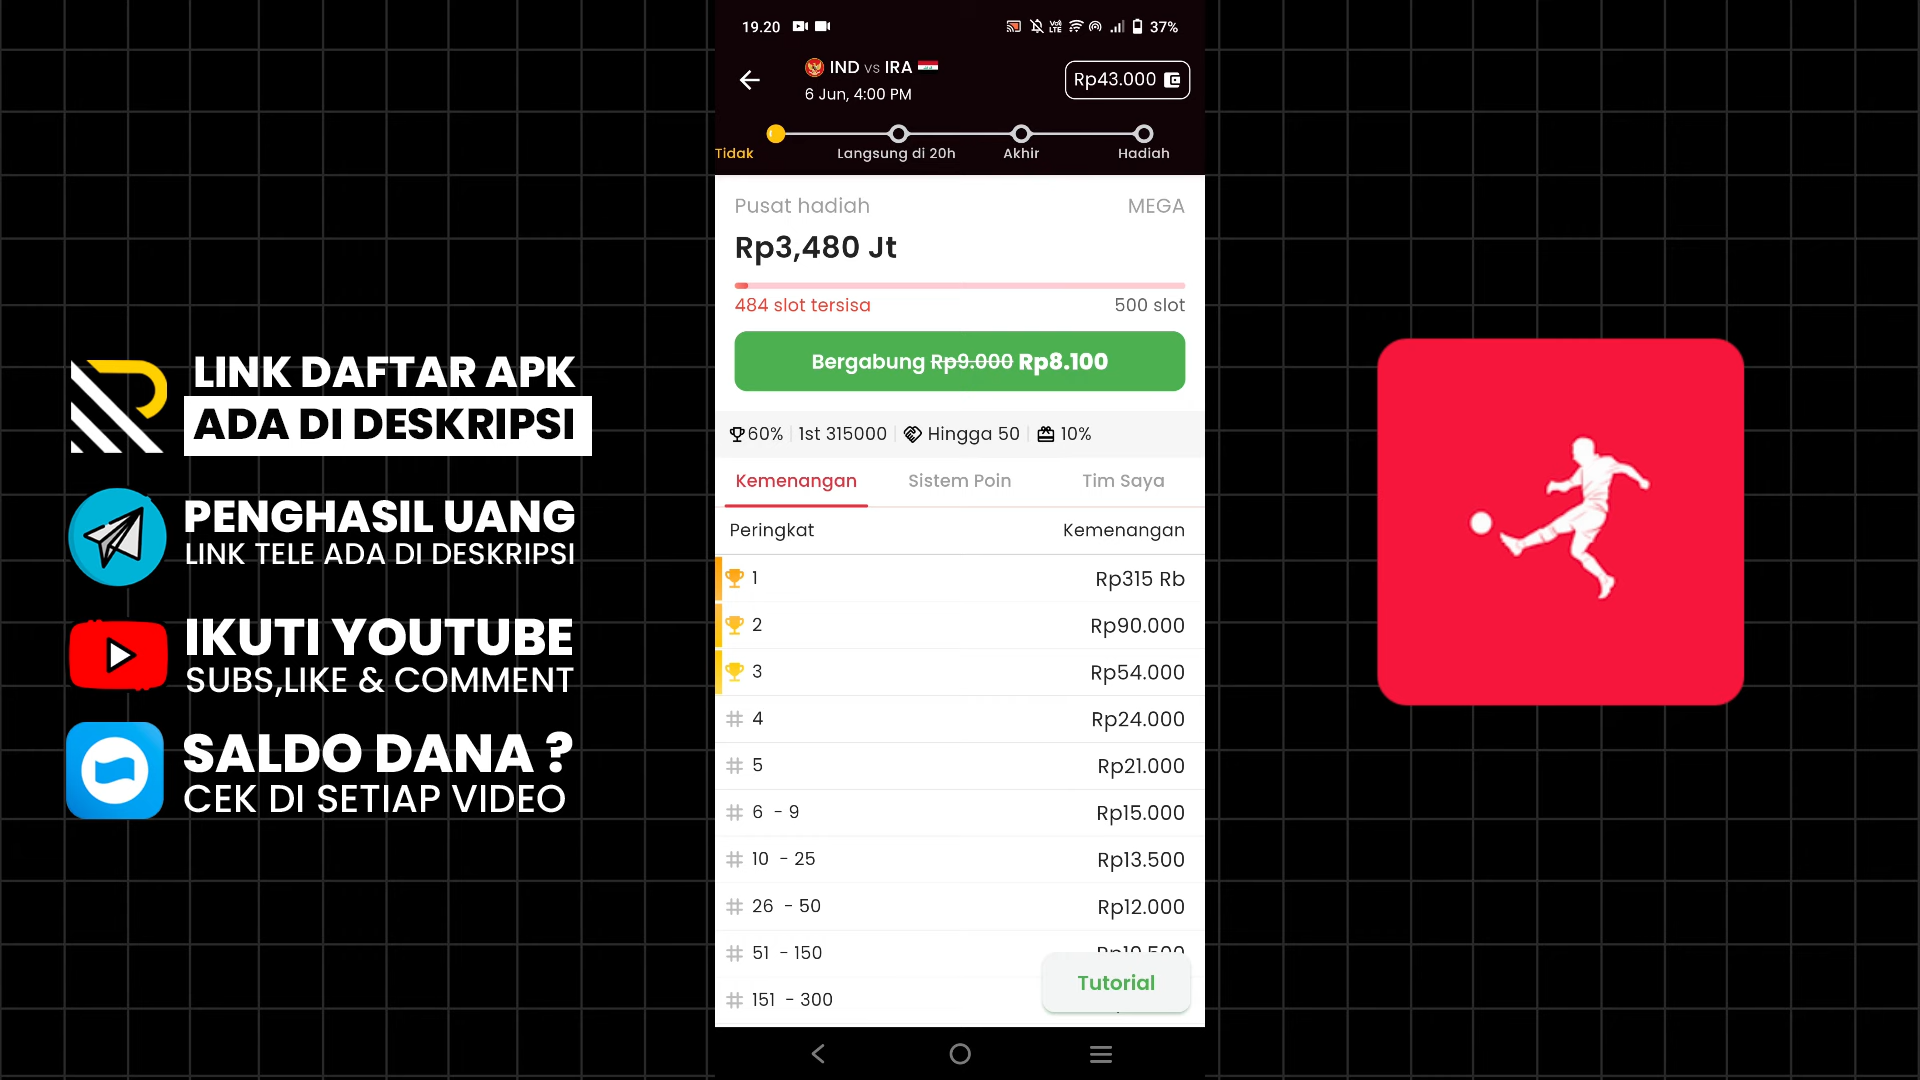 LINK DAFTAR APK
ADA DI DESKRIPSI
PENGHASIL UANG
LINK TELE ADA DI DESKRIPSI
IKUTI YOUTUBE
SUBS,LIKE & COMMENT
SALDO DANA ?
CEK DI SETIAP VIDEO
19.20 37%
IND vs IRA
6 Jun, 4:00 PM
Rp43.000
Tidak Langsung di 20h Akhir Hadiah
Pusat hadiah MEGA
Rp3,480 Jt
484 slot tersisa 500 slot
Bergabung Rp9.000 Rp8.100
60% 1st 315000 Hingga 50 10%
Kemenangan Sistem Poin Tim Saya
Peringkat Kemenangan
1 Rp315 Rb
2 Rp90.000
3 Rp54.000
# 4 Rp24.000
# 5 Rp21.000
# 6 - 9 Rp15.000
# 10 - 25 Rp13.500
# 26 - 50 Rp12.000
# 51 - 150 Rp10.500
# 151 - 300
Tutorial